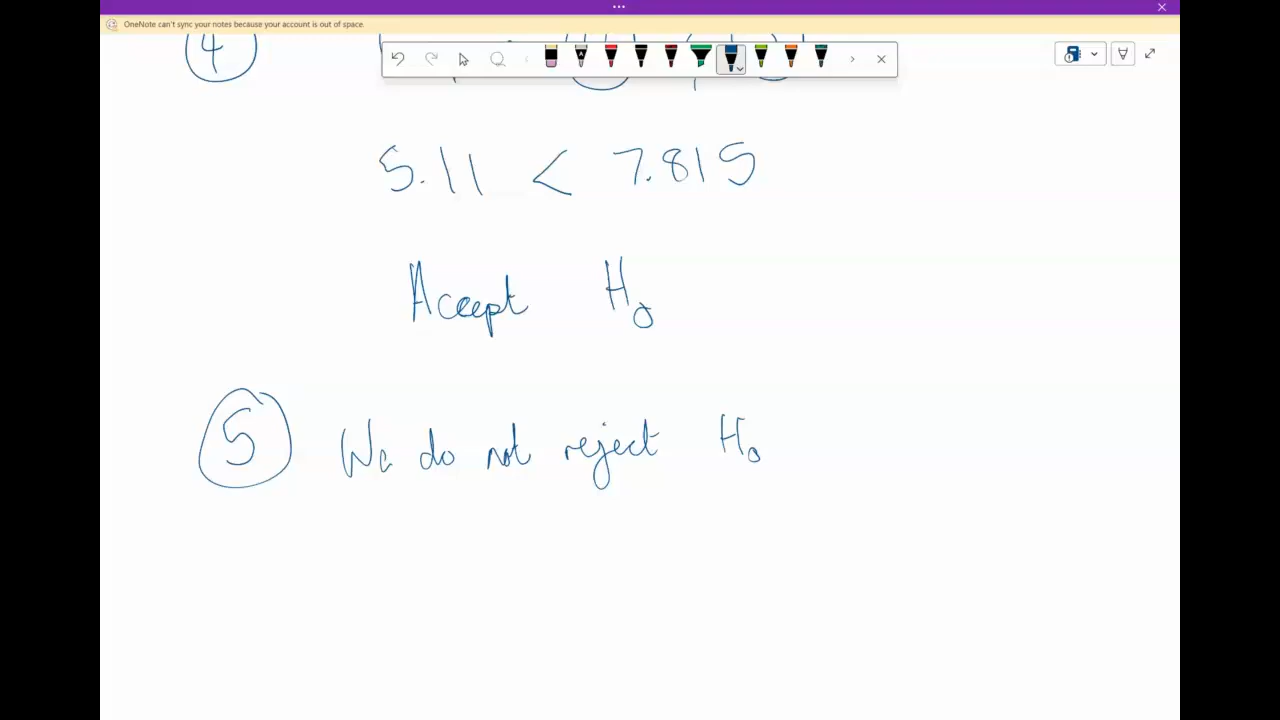 OneNote can't sync your notes because your account is out of space.
4
5.11 < 7.815
Accept H0
5 We do not reject H0